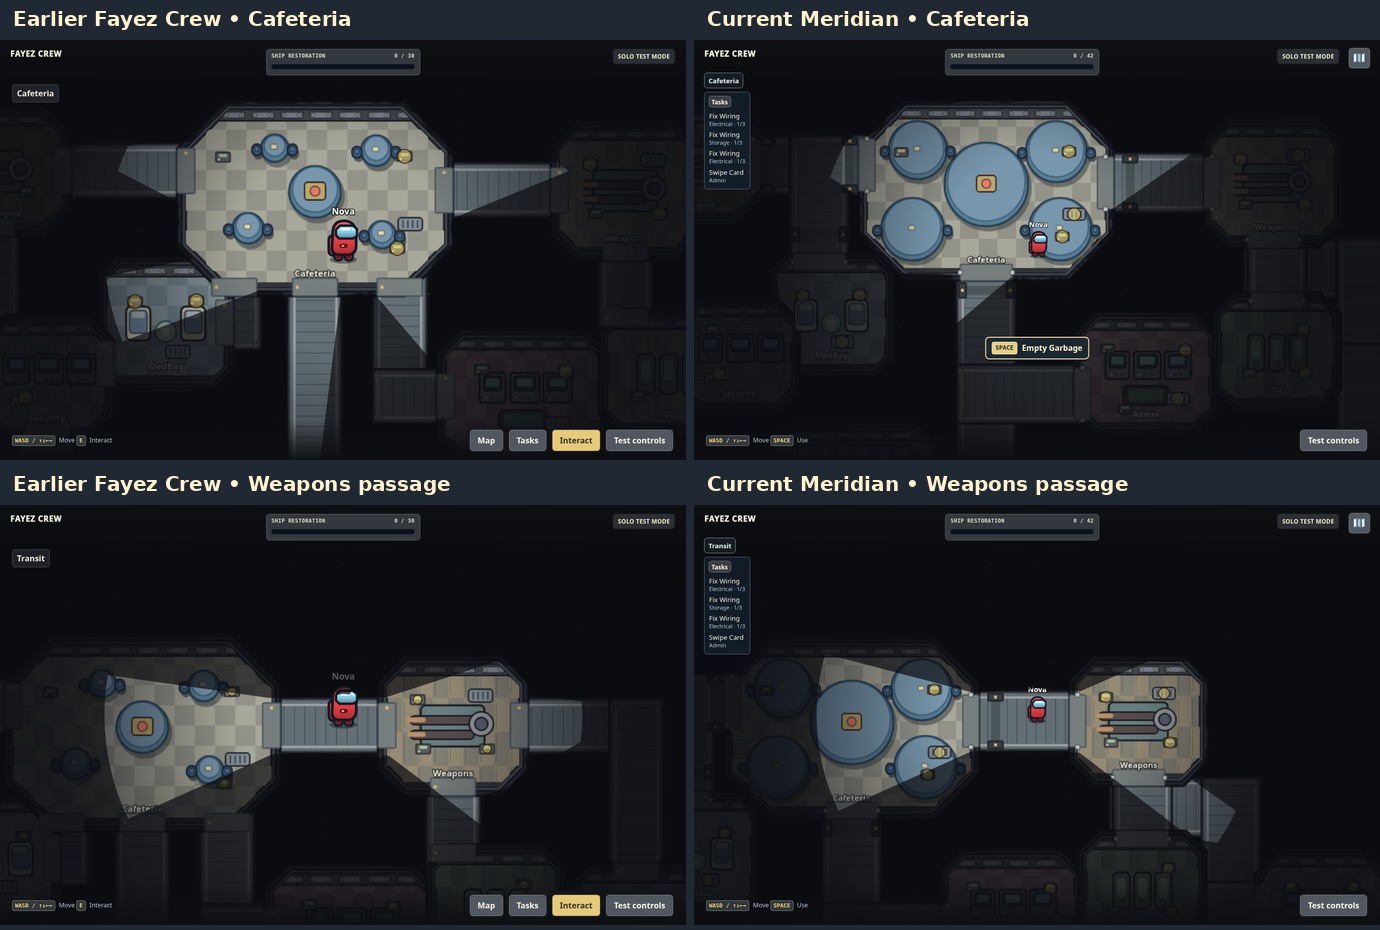 Earlier Fayez Crew • Cafeteria
FAYEZ CREW
SHIP RESTORATION 0 / 30
SOLO TEST MODE
Cafeteria
Weapons
Nova
Cafeteria
MedBay
Security
O2
WASD / ↑↓←→ Move E Interact
Map
Tasks
Interact
Test controls
Current Meridian • Cafeteria
FAYEZ CREW
SHIP RESTORATION 0 / 42
SOLO TEST MODE
Cafeteria
Tasks
Fix Wiring
Electrical · 1/3
Fix Wiring
Storage · 1/3
Fix Wiring
Electrical · 1/3
Swipe Card
Admin
Nova
Weapons
Cafeteria
SPACE Empty Garbage
MedBay
Security
O2
Admin
WASD / ↑↓←→ Move SPACE Use
Test controls
Earlier Fayez Crew • Weapons passage
FAYEZ CREW
SHIP RESTORATION 0 / 30
SOLO TEST MODE
Transit
Nova
Weapons
Cafeteria
WASD / ↑↓←→ Move E Interact
Map
Tasks
Interact
Test controls
Current Meridian • Weapons passage
FAYEZ CREW
SHIP RESTORATION 0 / 42
SOLO TEST MODE
Transit
Tasks
Fix Wiring
Electrical · 1/3
Fix Wiring
Storage · 1/3
Fix Wiring
Electrical · 1/3
Swipe Card
Admin
Nova
Weapons
Cafeteria
WASD / ↑↓←→ Move SPACE Use
Test controls